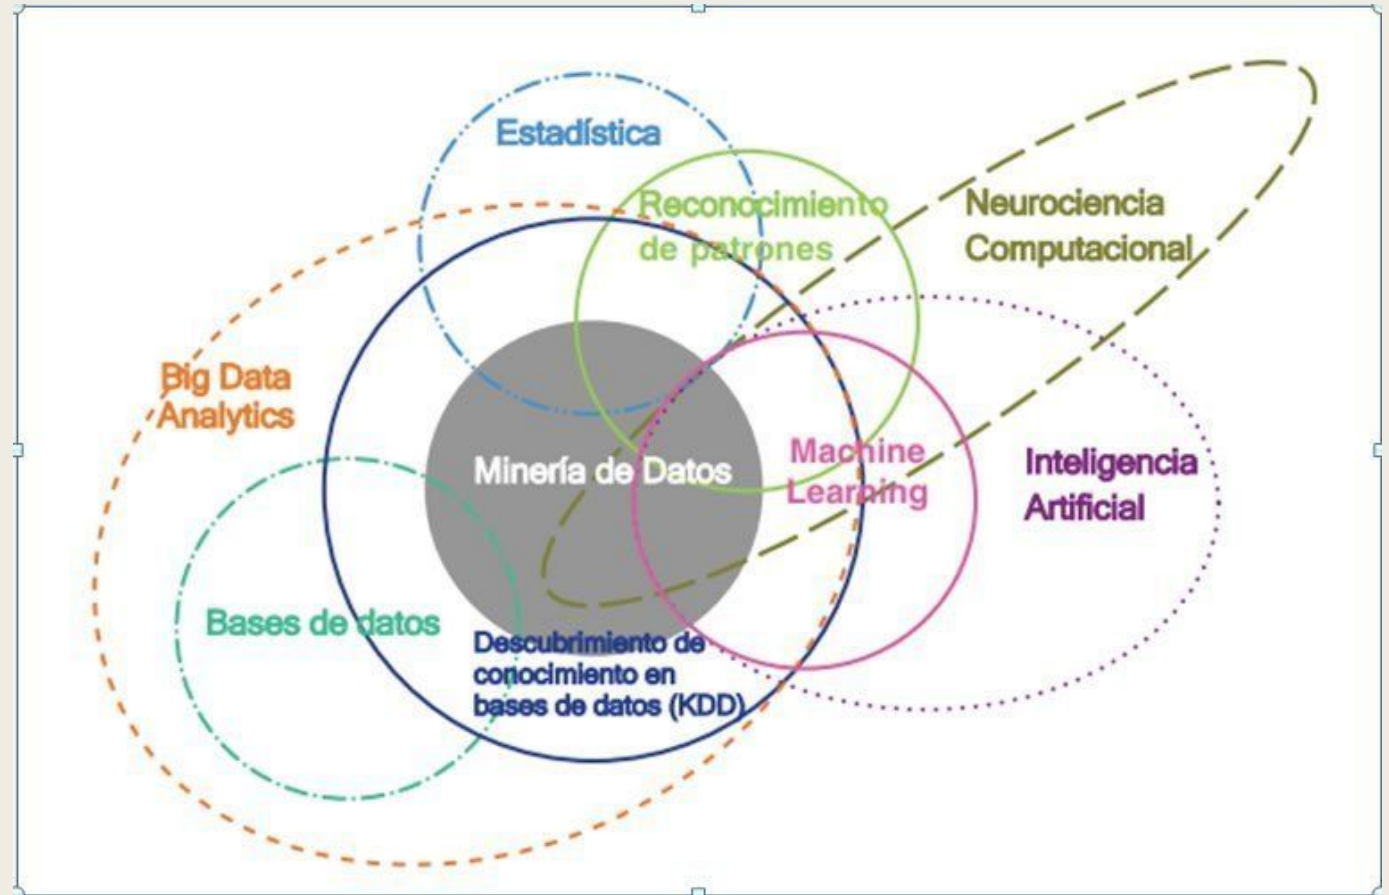 Estadística
Reconocimiento
de patrones
Neurociencia
Computacional
Big Data
Analytics
Minería de Datos
Machine
Learning
Inteligencia
Artificial
Bases de datos
Descubrimiento de
conocimiento en
bases de datos (KDD)